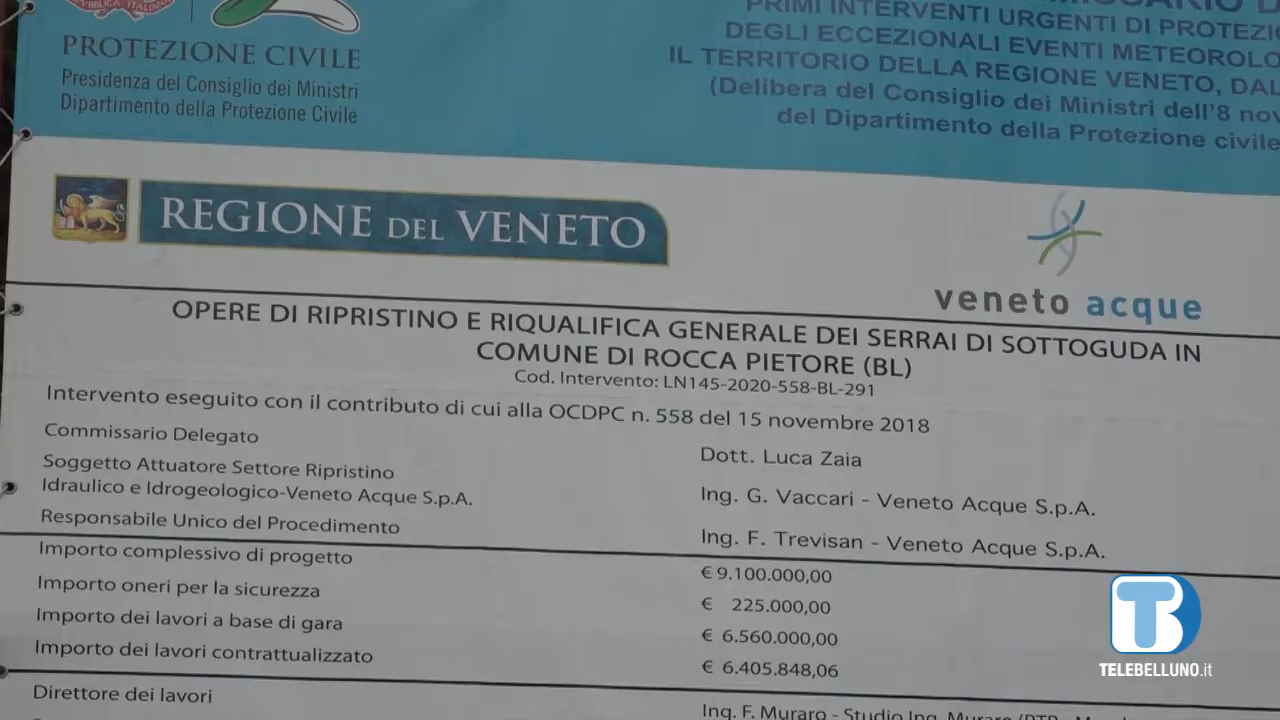 PROTEZIONE CIVILE
Presidenza del Consiglio dei Ministri
Dipartimento della Protezione Civile
PRIMI INTERVENTI URGENTI DI
DEGLI ECCEZIONALI EVENTI
IL TERRITORIO DELLA REGIONE VENETO,
(Delibera del Consiglio dei Ministri dell'8
del Dipartimento della Protezione civile
REGIONE DEL VENETO
veneto acque
OPERE DI RIPRISTINO E RIQUALIFICA GENERALE DEI SERRAI DI SOTTOGUDA IN
COMUNE DI ROCCA PIETORE (BL)
Cod. Intervento: LN145-2020-558-BL-291
Intervento eseguito con il contributo di cui alla OCDPC n. 558 del 15 novembre 2018
Commissario Delegato Dott. Luca Zaia
Soggetto Attuatore Settore Ripristino
Idraulico e Idrogeologico-Veneto Acque S.p.A. Ing. G. Vaccari - Veneto Acque S.p.A.
Responsabile Unico del Procedimento Ing. F. Trevisan - Veneto Acque S.p.A.
Importo complessivo di progetto € 9.100.000,00
Importo oneri per la sicurezza € 225.000,00
Importo dei lavori a base di gara € 6.560.000,00
Importo dei lavori contrattualizzato € 6.405.848,06
Direttore dei lavori Ing. F. Muraro - Studio Ing. Muraro
TELEBELLUNO.it